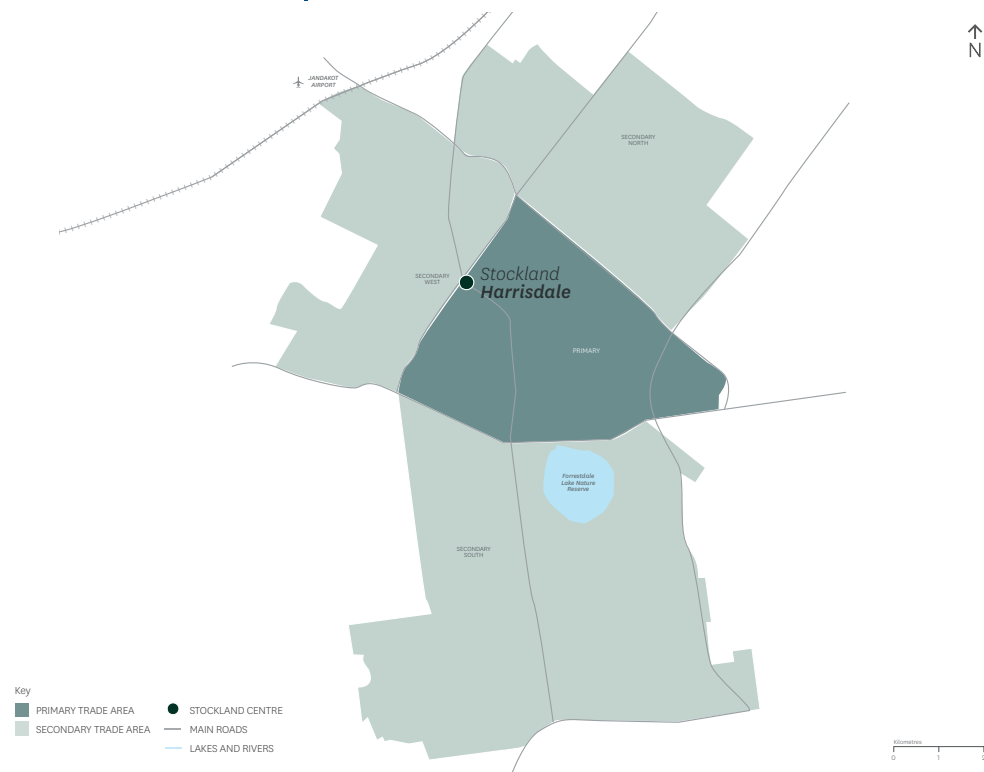 N
JANDAKOT
AIRPORT
SECONDARY
NORTH
Stockland
Harrisdale
SECONDARY
WEST
PRIMARY
Forrestdale
Lake Nature
Reserve
SECONDARY
SOUTH
Key
PRIMARY TRADE AREA
SECONDARY TRADE AREA
STOCKLAND CENTRE
MAIN ROADS
LAKES AND RIVERS
Kilometres
0 1 2